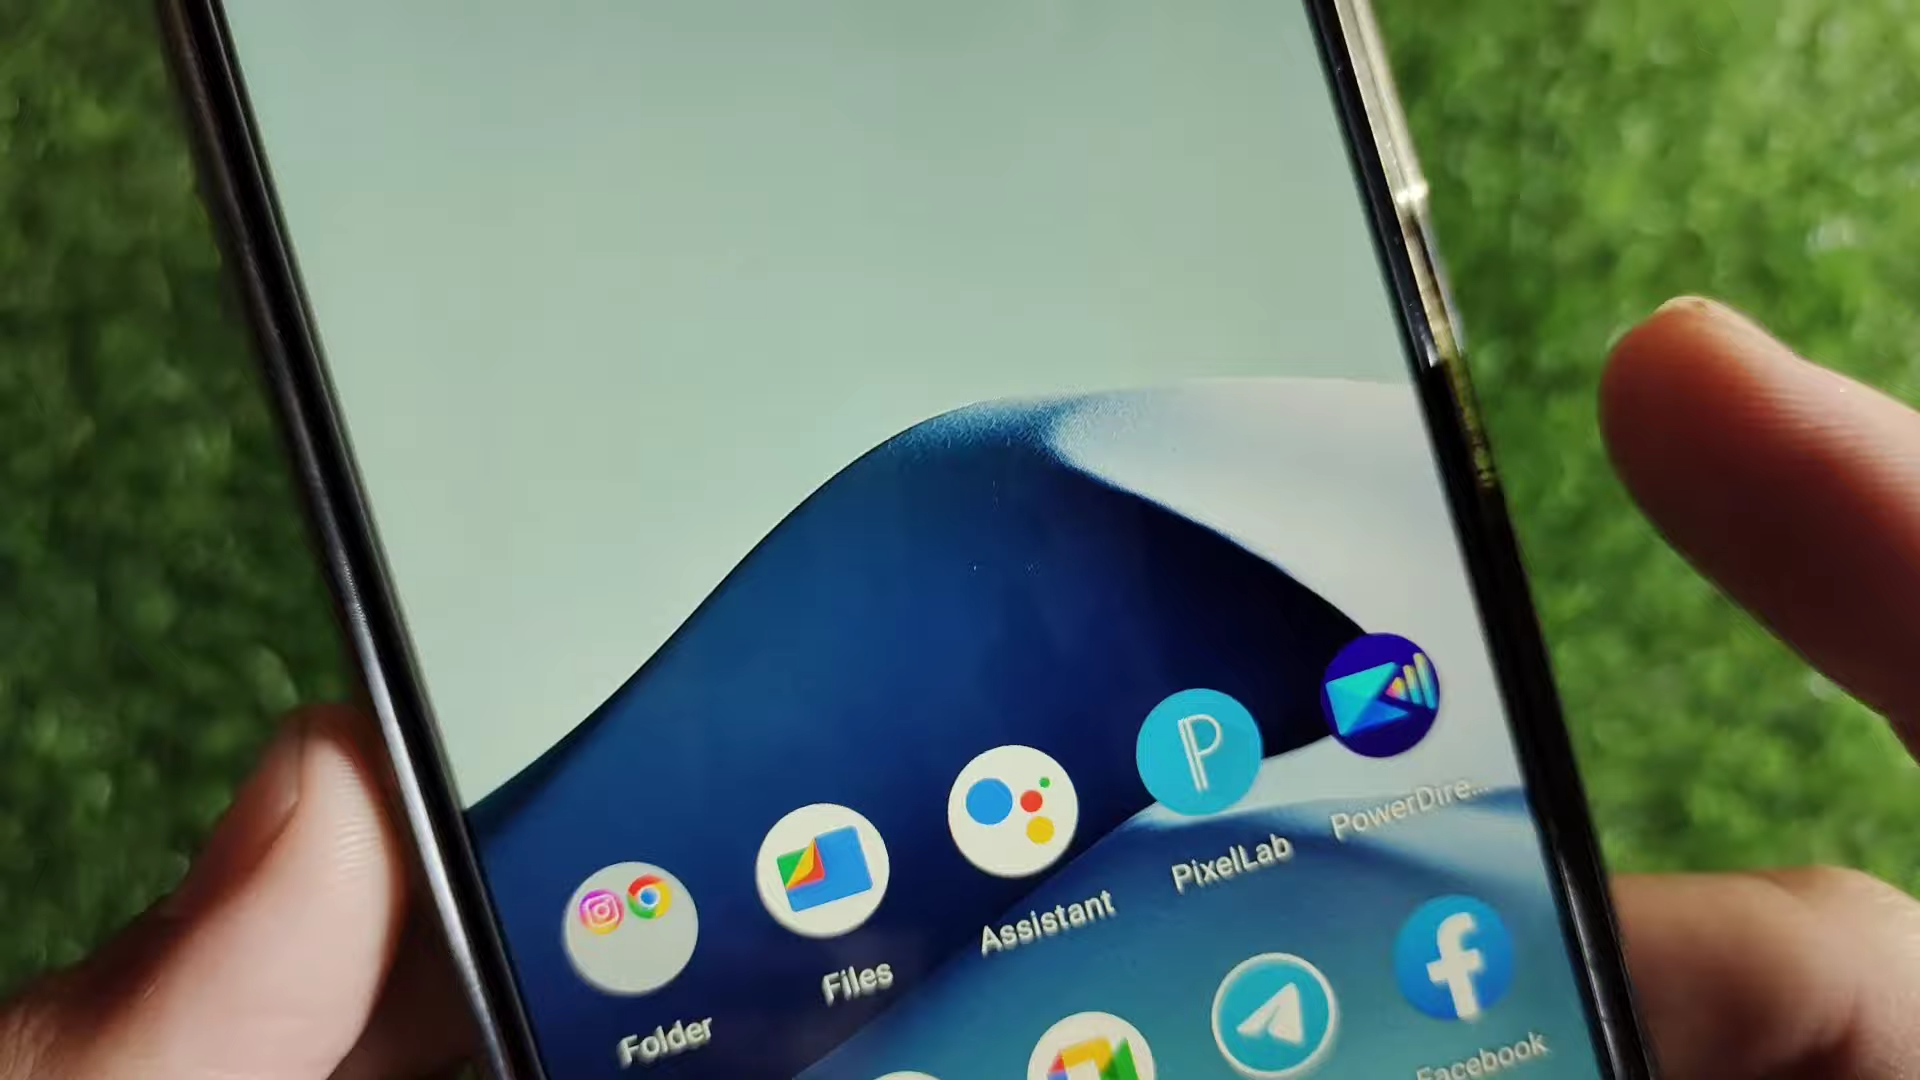 Folder
Files
Assistant
PixelLab
PowerDire...
Facebook